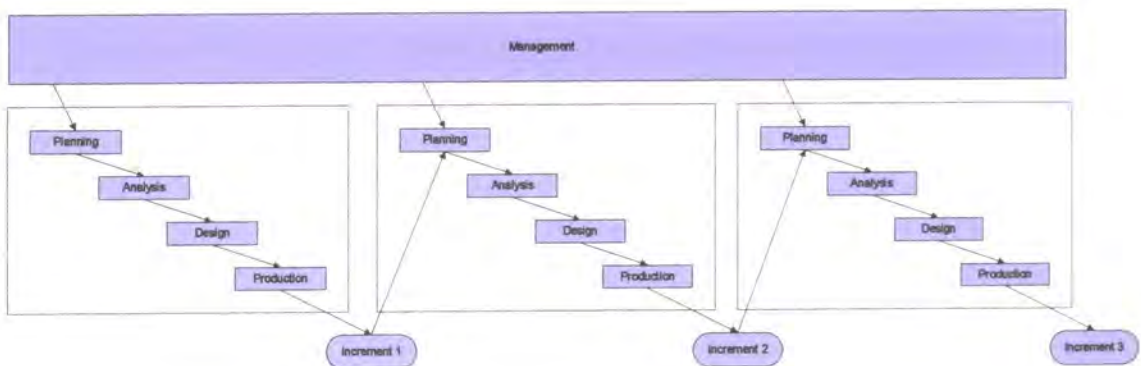 Management
Planning
Analysis
Design
Production
Increment 1
Planning
Analysis
Design
Production
Increment 2
Planning
Analysis
Design
Production
Increment 3